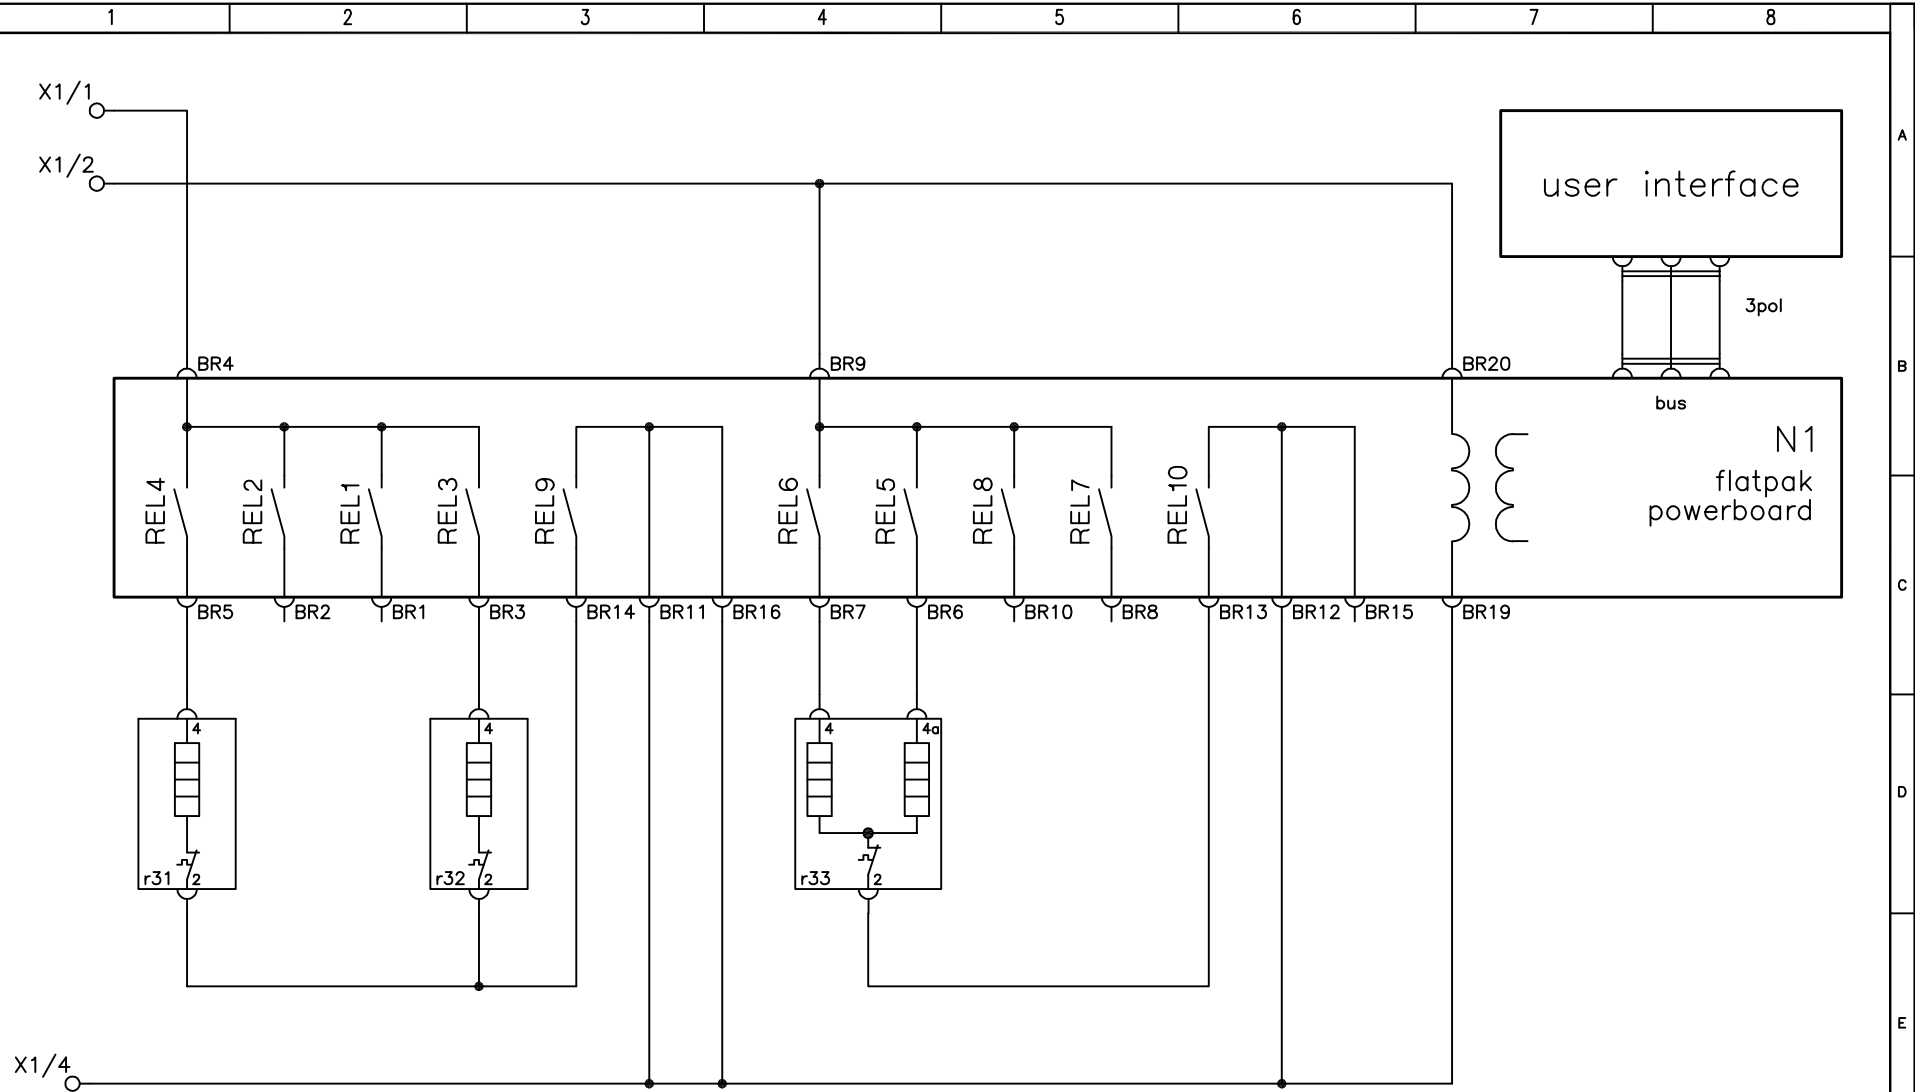 1 2 3 4 5 6 7 8
X1/1
A
X1/2
user interface
3pol
BR4 BR9 BR20
B
bus
N1
flatpak
powerboard
REL4 REL2 REL1 REL3 REL9 REL6 REL5 REL8 REL7 REL10
C
BR5 BR2 BR1 BR3 BR14 BR11 BR16 BR7 BR6 BR10 BR8 BR13 BR12 BR15 BR19
4 4 4 4a
D
r31 2 r32 2 r33 2
E
X1/4